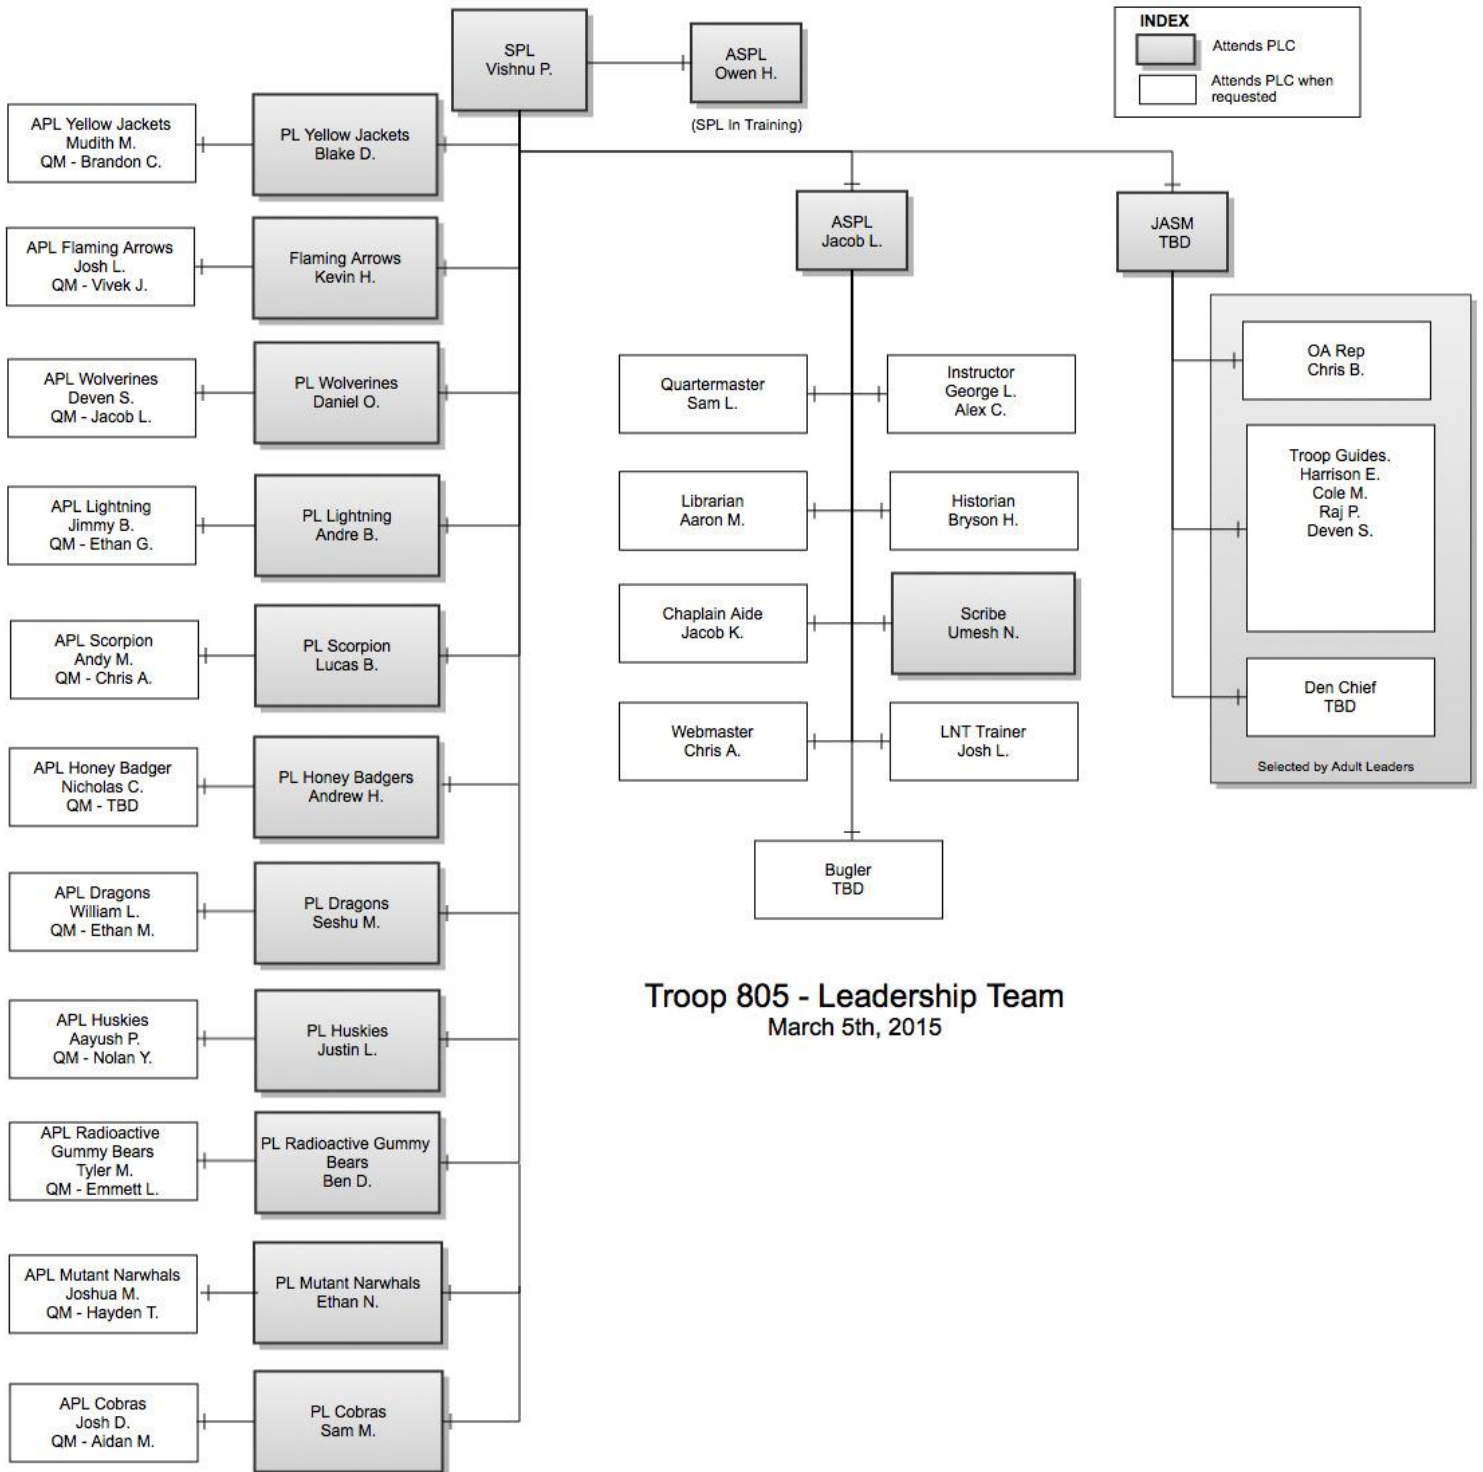 SPL
Vishnu P.
ASPL
Owen H.
(SPL In Training)
INDEX
Attends PLC
Attends PLC when
requested
APL Yellow Jackets
Mudith M.
QM - Brandon C.
PL Yellow Jackets
Blake D.
ASPL
Jacob L.
JASM
TBD
APL Flaming Arrows
Josh L.
QM - Vivek J.
Flaming Arrows
Kevin H.
APL Wolverines
Deven S.
QM - Jacob L.
PL Wolverines
Daniel O.
APL Lightning
Jimmy B.
QM - Ethan G.
PL Lightning
Andre B.
APL Scorpion
Andy M.
QM - Chris A.
PL Scorpion
Lucas B.
APL Honey Badger
Nicholas C.
QM - TBD
PL Honey Badgers
Andrew H.
APL Dragons
William L.
QM - Ethan M.
PL Dragons
Seshu M.
APL Huskies
Aayush P.
QM - Nolan Y.
PL Huskies
Justin L.
APL Radioactive
Gummy Bears
Tyler M.
QM - Emmett L.
PL Radioactive Gummy
Bears
Ben D.
APL Mutant Narwhals
Joshua M.
QM - Hayden T.
PL Mutant Narwhals
Ethan N.
APL Cobras
Josh D.
QM - Aidan M.
PL Cobras
Sam M.
Quartermaster
Sam L.
Instructor
George L.
Alex C.
Librarian
Aaron M.
Historian
Bryson H.
Chaplain Aide
Jacob K.
Scribe
Umesh N.
Webmaster
Chris A.
LNT Trainer
Josh L.
Bugler
TBD
OA Rep
Chris B.
Troop Guides.
Harrison E.
Cole M.
Raj P.
Deven S.
Den Chief
TBD
Selected by Adult Leaders
Troop 805 - Leadership Team
March 5th, 2015